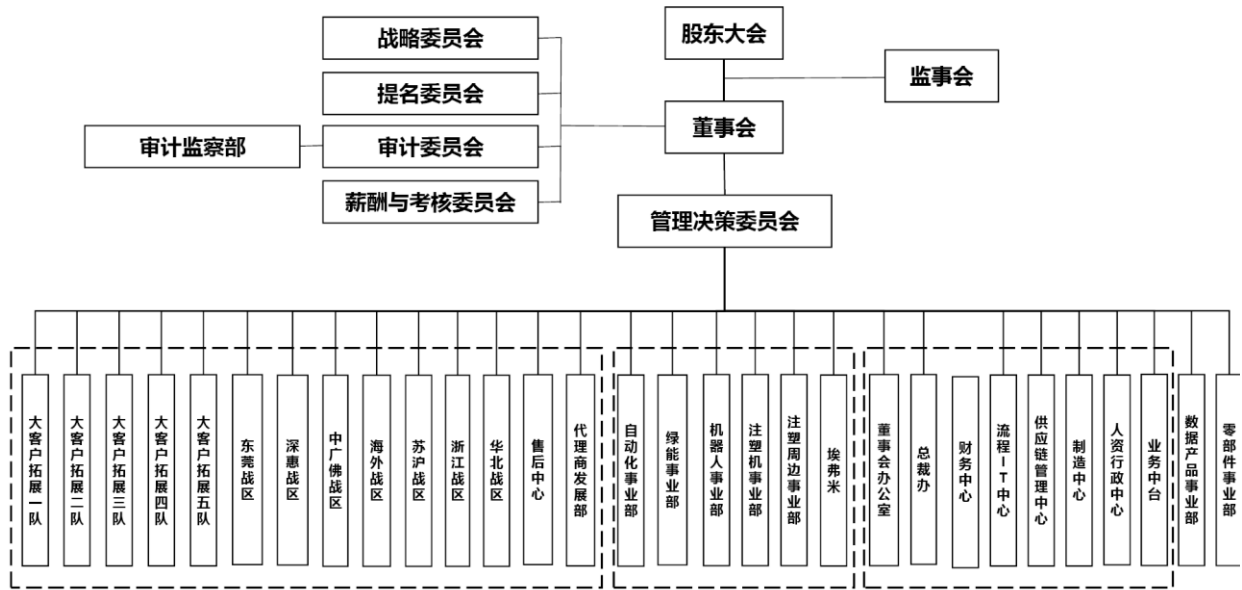 股东大会
监事会
董事会
战略委员会
提名委员会
审计委员会
审计监察部
薪酬与考核委员会
管理决策委员会
大客户拓展一队
大客户拓展二队
大客户拓展三队
大客户拓展四队
大客户拓展五队
东莞战区
深惠战区
中广佛战区
海外战区
苏沪战区
浙江战区
华北战区
售后中心
代理商发展部
自动化事业部
绿能事业部
机器人事业部
注塑机事业部
注塑周边事业部
埃弗米
董事会办公室
总裁办
财务中心
流程IT中心
供应链管理中心
制造中心
人资行政中心
业务中台
数据产品事业部
零部件事业部